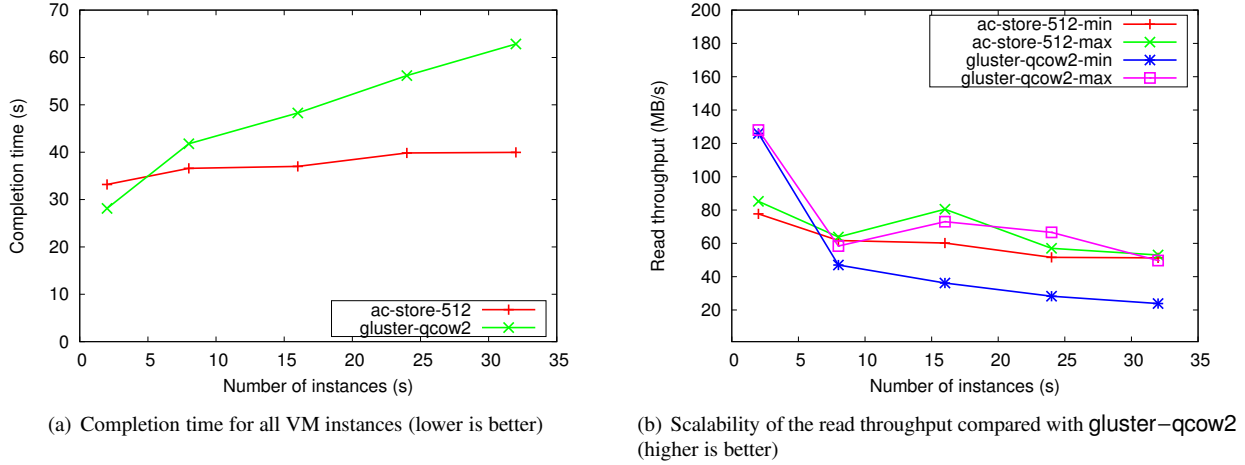 70
60
50
40
30
20
10
0
Completion time (s)
ac-store-512
gluster-qcow2
0 5 10 15 20 25 30 35
Number of instances (s)
(a) Completion time for all VM instances (lower is better)
200
180
160
140
120
100
80
60
40
20
Read throughput (MB/s)
ac-store-512-min
ac-store-512-max
gluster-qcow2-min
gluster-qcow2-max
0 5 10 15 20 25 30 35
Number of instances (s)
(b) Scalability of the read throughput compared with gluster−qcow2
(higher is better)